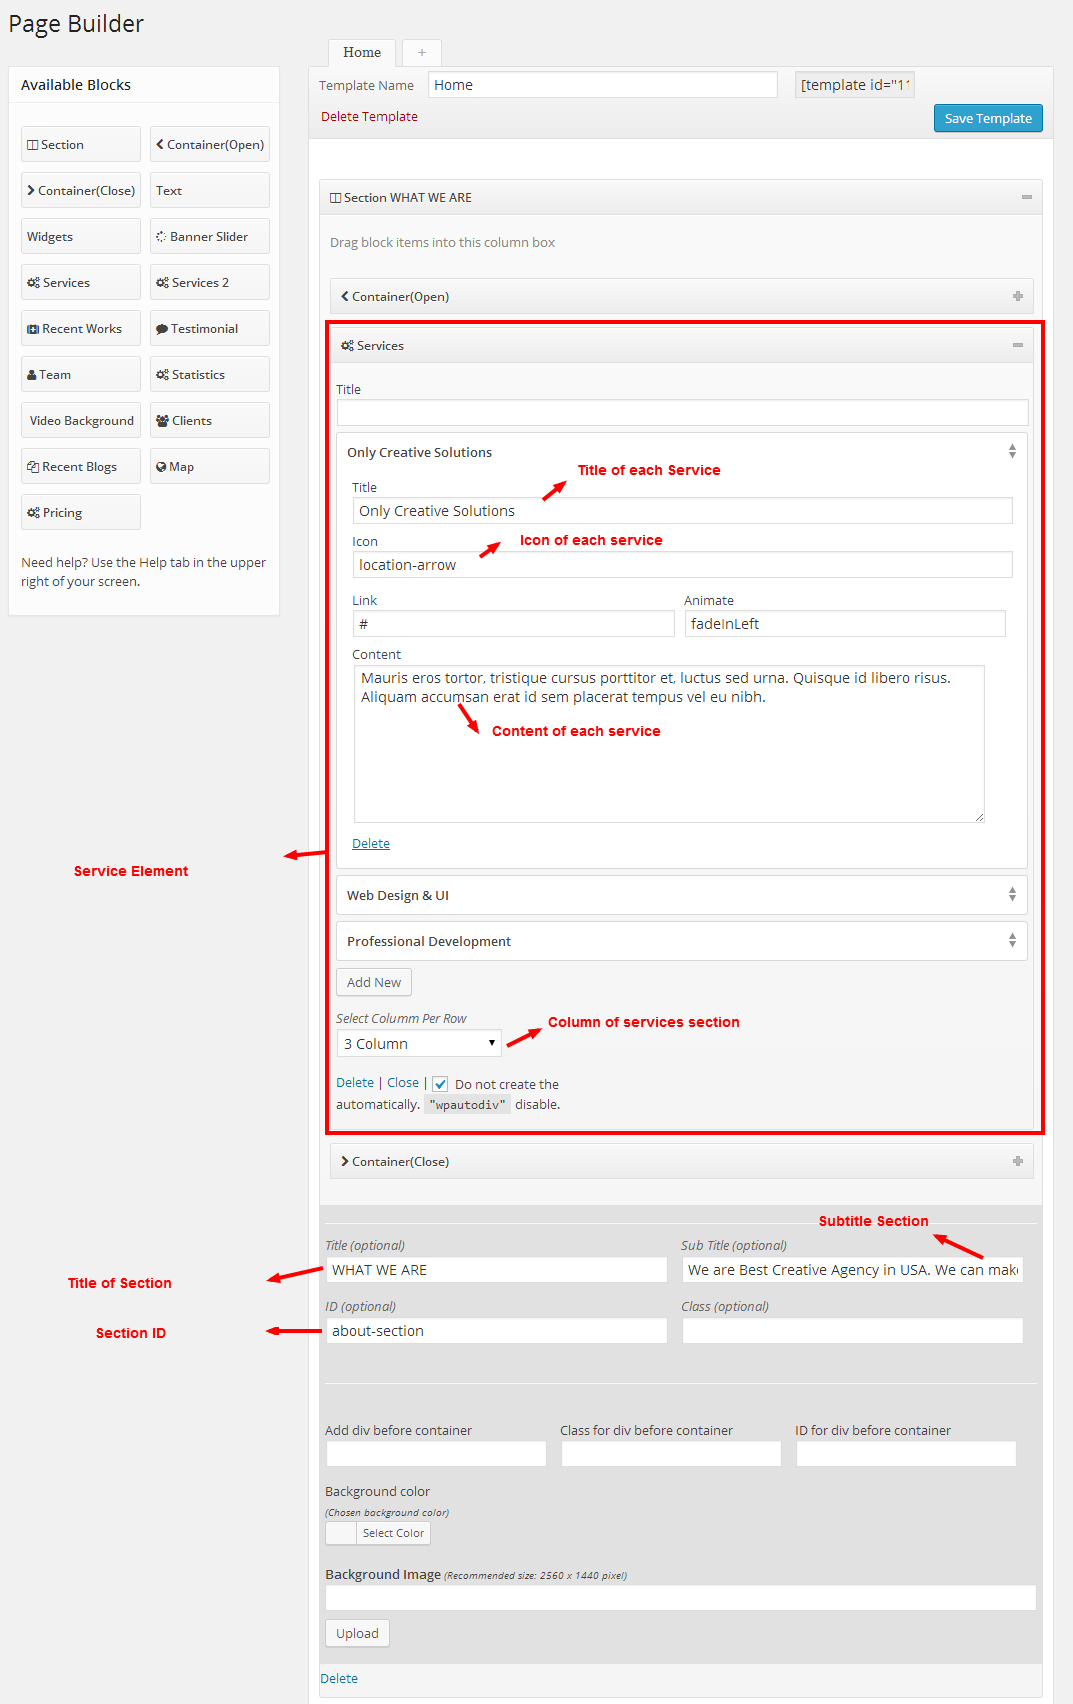 Page Builder
Available Blocks
Section
Container(Open)
Container(Close)
Text
Widgets
Banner Slider
Services
Services 2
Recent Works
Testimonial
Team
Statistics
Video Background
Clients
Recent Blogs
Map
Pricing
Need help? Use the Help tab in the upper
right of your screen.
Home
+
Template Name
Home
[template id="11
Delete Template
Save Template
Section WHAT WE ARE
Drag block items into this column box
Container(Open)
Services
Title
Only Creative Solutions
Title of each Service
Title
Only Creative Solutions
Icon of each service
Icon
location-arrow
Link
Animate
#
fadeInLeft
Content
Mauris eros tortor, tristique cursus porttitor et, luctus sed urna. Quisque id libero risus.
Aliquam accumsan erat id sem placerat tempus vel eu nibh.
Content of each service
Delete
Service Element
Web Design & UI
Professional Development
Add New
Select Columm Per Row
Column of services section
3 Column
Delete | Close | Do not create the
automatically. "wpautodiv" disable.
Container(Close)
Subtitle Section
Title (optional)
Sub Title (optional)
Title of Section
WHAT WE ARE
We are Best Creative Agency in USA. We can make
ID (optional)
Class (optional)
Section ID
about-section
Add div before container
Class for div before container
ID for div before container
Background color
(Chosen background color)
Select Color
Background Image (Recommended size: 2560 x 1440 pixel)
Upload
Delete